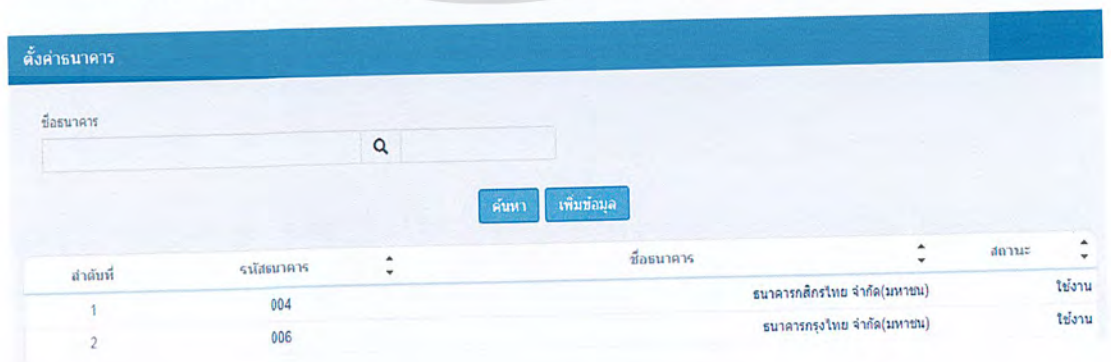 ตั้งค่าธนาคาร
ชื่อธนาคาร
ค้นหา เพิ่มข้อมูล
ลำดับที่ รหัสธนาคาร ชื่อธนาคาร สถานะ
1 004 ธนาคารกสิกรไทย จำกัด(มหาชน) ใช้งาน
2 006 ธนาคารกรุงไทย จำกัด(มหาชน) ใช้งาน